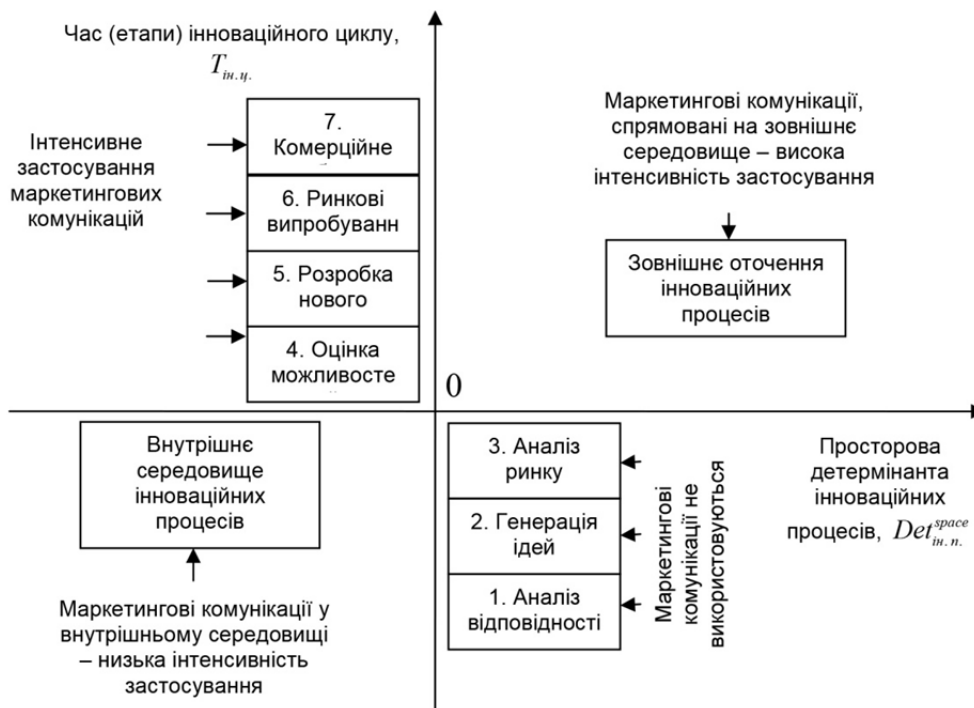 Час (етапи) інноваційного циклу,
T ін.ц.
Інтенсивне
застосування
маркетингових
комунікацій
7.
Комерційне
6. Ринкові
випробуванн
5. Розробка
нового
4. Оцінка
можливосте
Маркетингові комунікації,
спрямовані на зовнішнє
середовище – висока
інтенсивність застосування
Зовнішнє оточення
інноваційних
процесів
0
Внутрішнє
середовище
інноваційних
процесів
Маркетингові комунікації у
внутрішньому середовищі
– низька інтенсивність
застосування
3. Аналіз
ринку
2. Генерація
ідей
1. Аналіз
відповідності
Маркетингові
комунікації не
використовуються
Просторова
детермінанта
інноваційних
процесів, Det space ін.п.